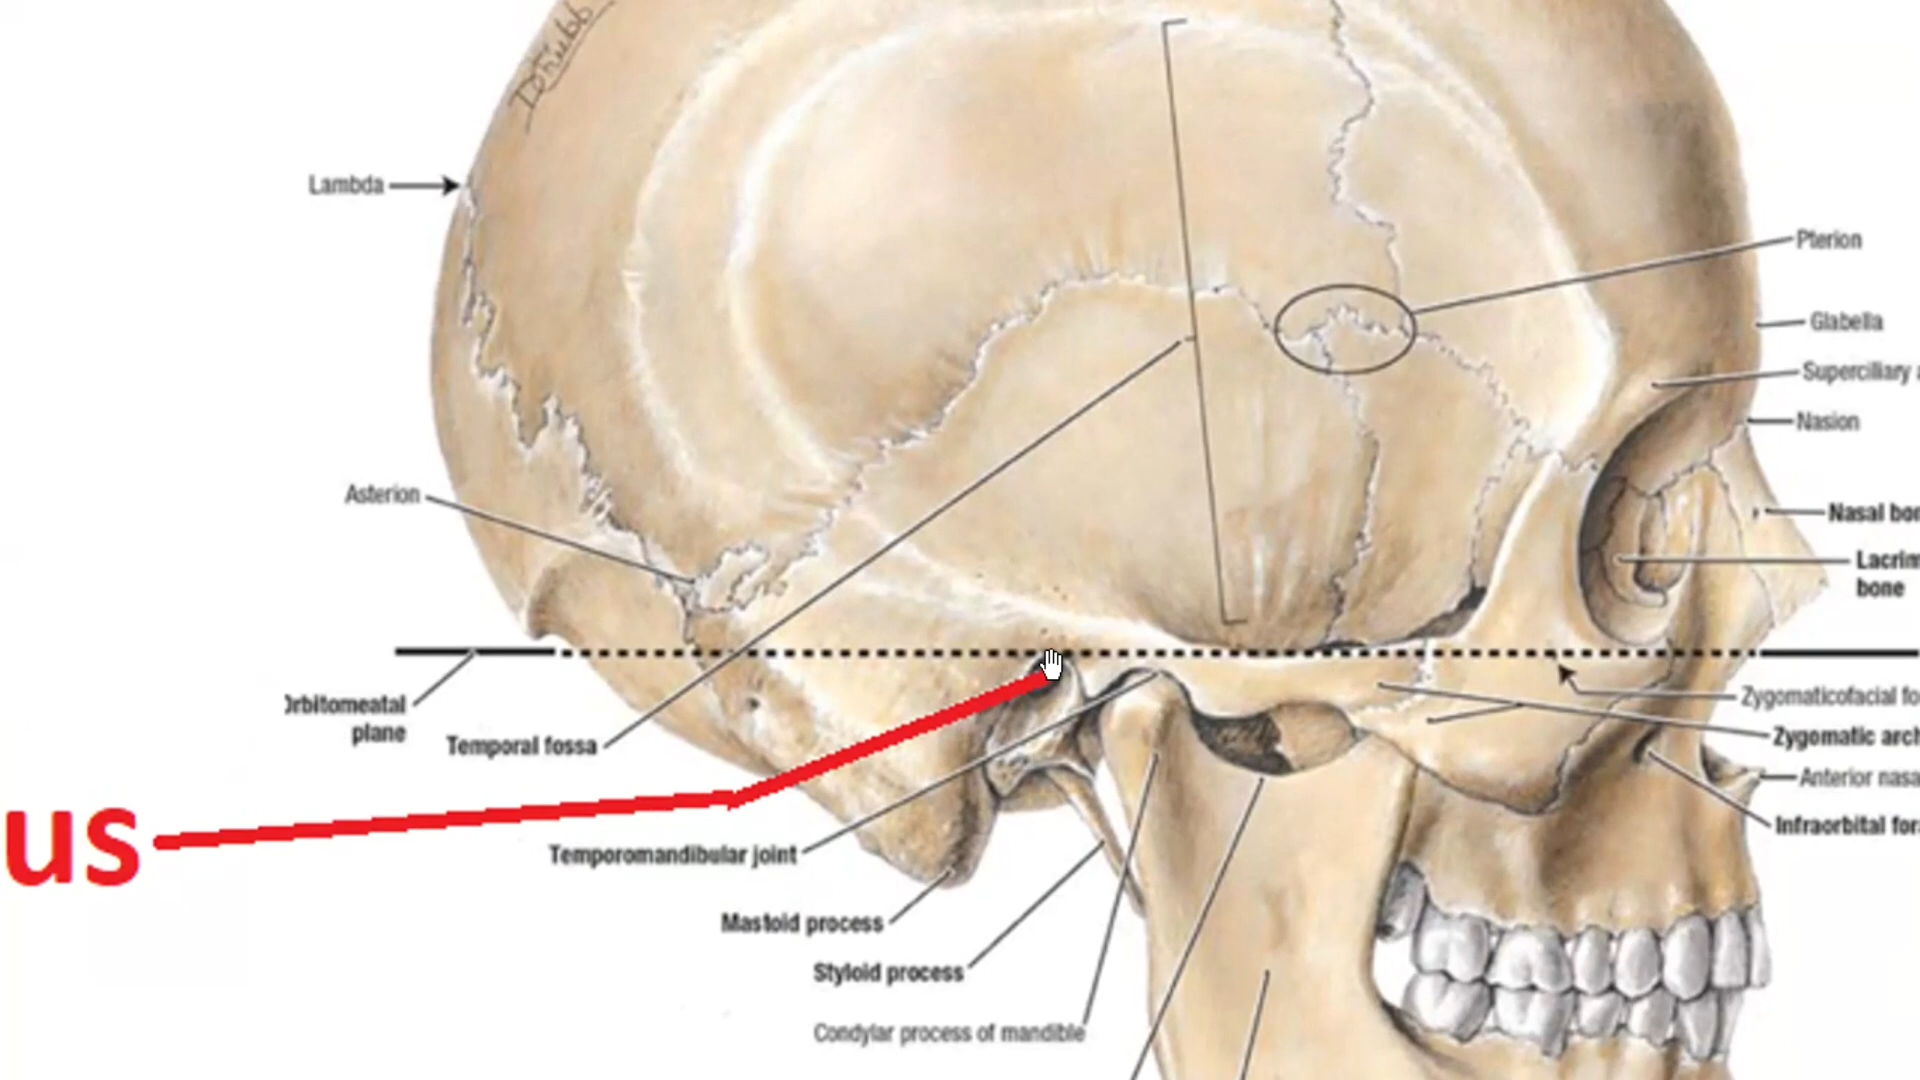 Lambda
Pterion
Glabella
Superciliary a
Nasion
Asterion
Nasal bon
Lacrim
bone
Orbitomeatal
plane
Temporal fossa
Zygomaticofacial fo
Zygomatic arch
Anterior nasa
Infraorbital for
us
Temporomandibular joint
Mastoid process
Styloid process
Condylar process of mandible